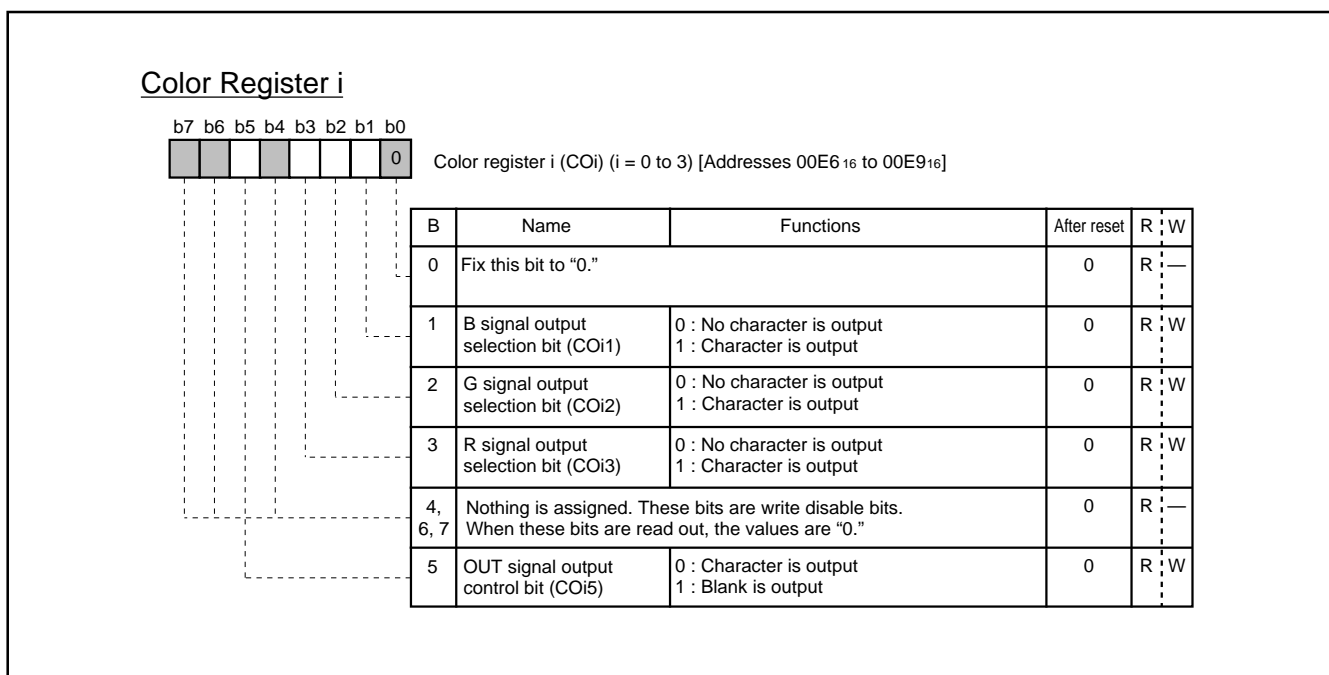 Color Register i
b7 b6 b5 b4 b3 b2 b1 b0
0
Color register i (COi) (i = 0 to 3) [Addresses 00E6 16 to 00E916]
B Name Functions After reset R W
0 Fix this bit to “0.” 0 R —
1 B signal output 0 : No character is output 0 R W
selection bit (COi1) 1 : Character is output
2 G signal output 0 : No character is output 0 R W
selection bit (COi2) 1 : Character is output
3 R signal output 0 : No character is output 0 R W
selection bit (COi3) 1 : Character is output
4, Nothing is assigned. These bits are write disable bits. 0 R —
6, 7 When these bits are read out, the values are “0.”
5 OUT signal output 0 : Character is output 0 R W
control bit (COi5) 1 : Blank is output